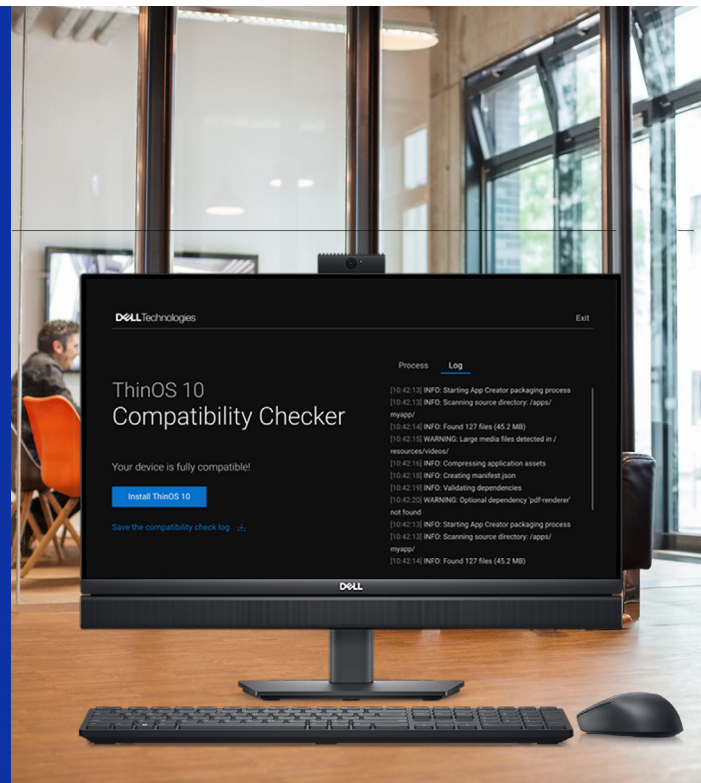 DELLTechnologies
Exit
ThinOS 10
Compatibility Checker
Your device is fully compatible!
Install ThinOS 10
Save the compatibility check log
Process Log
[10:42:13] INFO: Starting App Creator packaging process
[10:42:13] INFO: Scanning source directory: /apps/
myapp/
[10:42:14] INFO: Found 127 files (45.2 MB)
[10:42:15] WARNING: Large media files detected in /
resources/videos/
[10:42:16] INFO: Compressing application assets
[10:42:18] INFO: Creating manifest.json
[10:42:19] INFO: Validating dependencies
[10:42:20] WARNING: Optional dependency 'pdf-renderer'
not found
[10:42:13] INFO: Starting App Creator packaging process
[10:42:13] INFO: Scanning source directory: /apps/
myapp/
[10:42:14] INFO: Found 127 files (45.2 MB)
DELL